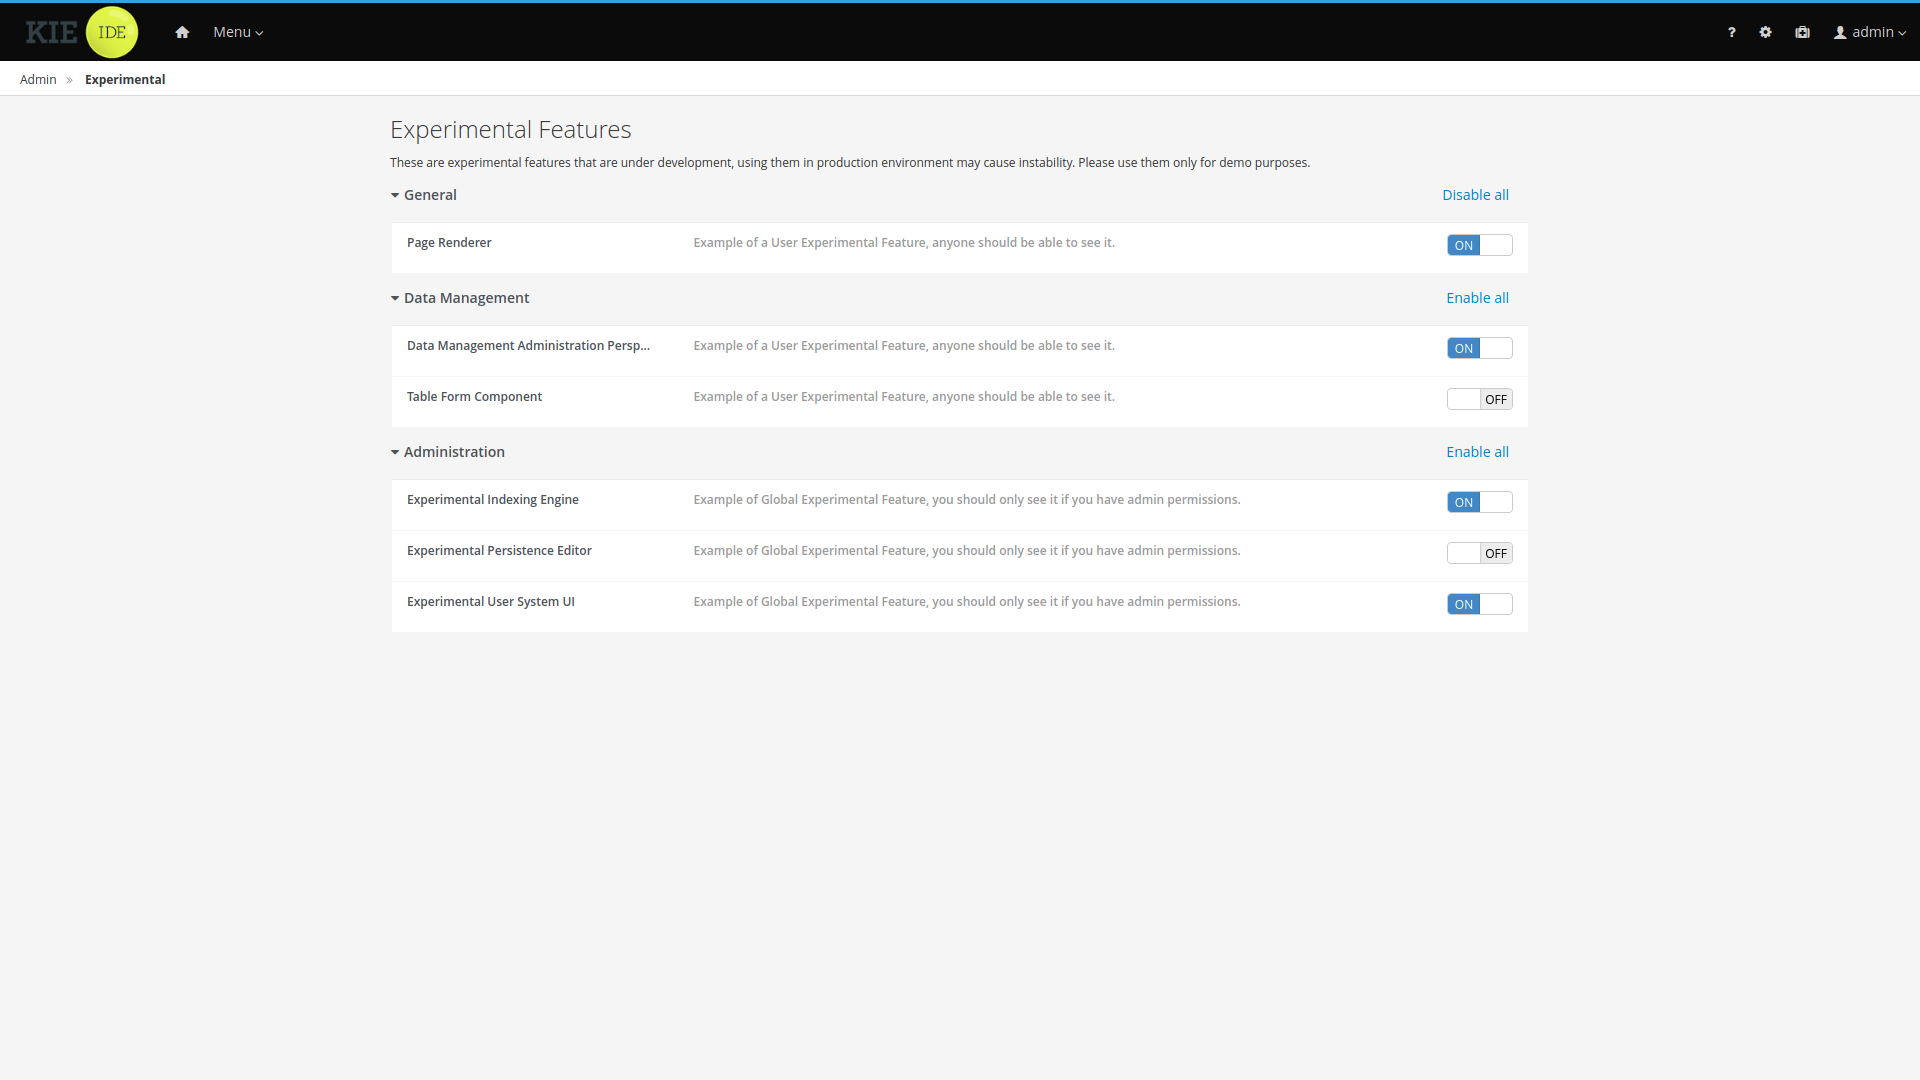 KIE IDE Menu ? admin
Admin » Experimental
Experimental Features
These are experimental features that are under development, using them in production environment may cause instability. Please use them only for demo purposes.
General Disable all
Page Renderer Example of a User Experimental Feature, anyone should be able to see it. ON
Data Management Enable all
Data Management Administration Persp... Example of a User Experimental Feature, anyone should be able to see it. ON
Table Form Component Example of a User Experimental Feature, anyone should be able to see it. OFF
Administration Enable all
Experimental Indexing Engine Example of Global Experimental Feature, you should only see it if you have admin permissions. ON
Experimental Persistence Editor Example of Global Experimental Feature, you should only see it if you have admin permissions. OFF
Experimental User System UI Example of Global Experimental Feature, you should only see it if you have admin permissions. ON